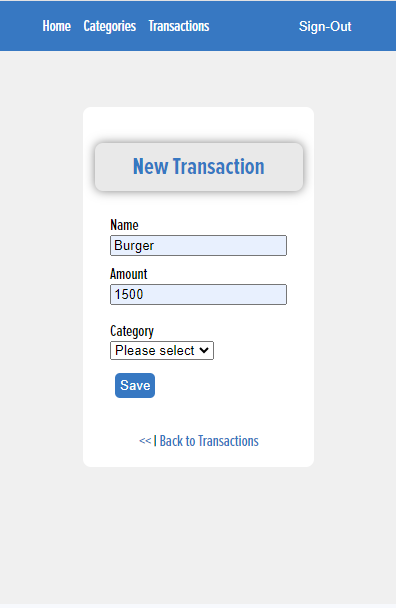 Home Categories Transactions Sign-Out
New Transaction
Name
Burger
Amount
1500
Category
Please select
Save
<< | Back to Transactions